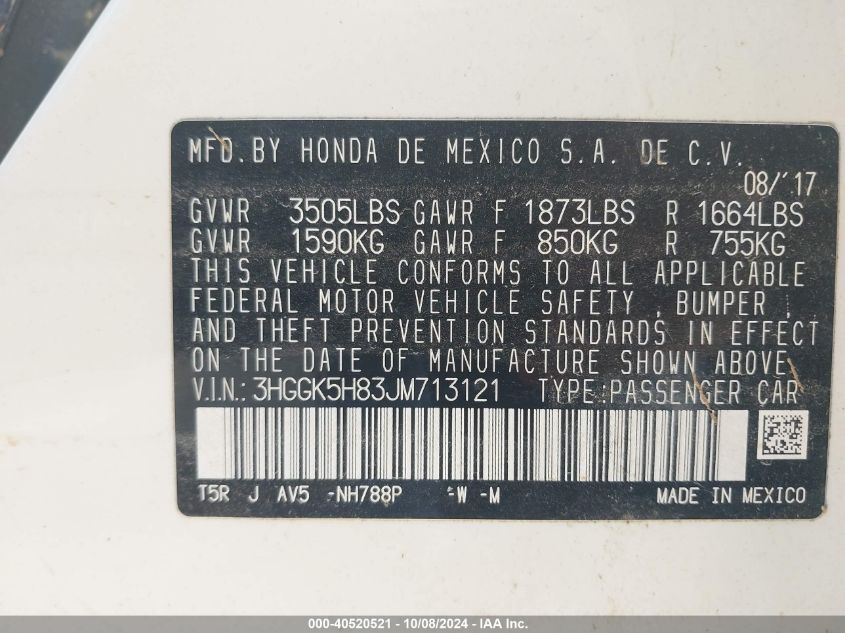 MFD.BY HONDA DE MEXICO S.A. DE C.V.
08/'17
GVWR 3505LBS GAWR F 1873LBS R 1664LBS
GVWR 1590KG GAWR F 850KG R 755KG
THIS VEHICLE CONFORMS TO ALL APPLICABLE
FEDERAL MOTOR VEHICLE SAFETY , BUMPER ,
AND THEFT PREVENTION STANDARDS IN EFFECT
ON THE DATE OF MANUFACTURE SHOWN ABOVE.
V.I.N.: 3HGGK5H83JM713121 TYPE:PASSENGER CAR
T5R J AV5 -NH788P -W -M MADE IN MEXICO
000-40520521 - 10/08/2024 - IAA Inc.